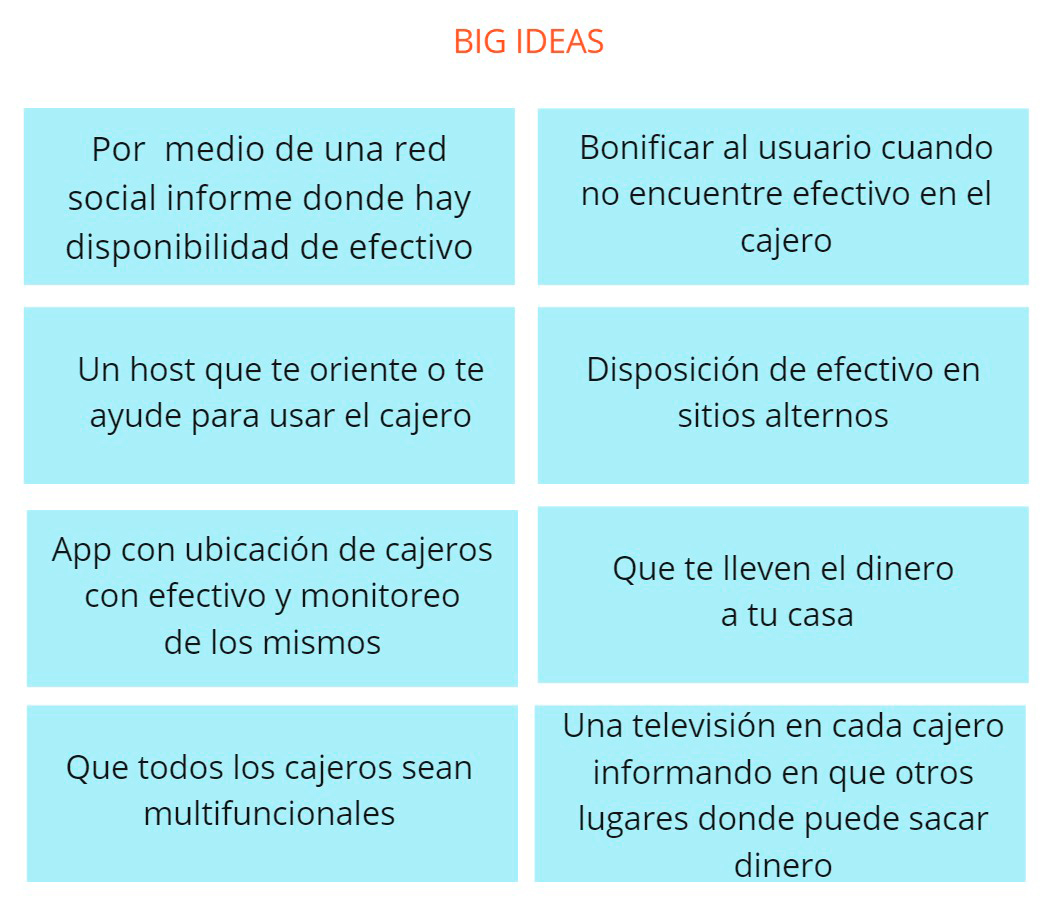 BIG IDEAS
Por  medio de una red
social informe donde hay
disponibilidad de efectivo
Bonificar al usuario cuando
no encuentre efectivo en el
cajero
Un host que te oriente o te
ayude para usar el cajero
Disposición de efectivo en
sitios alternos
App con ubicación de cajeros
con efectivo y monitoreo
de los mismos
Que te lleven el dinero
a tu casa
Que todos los cajeros sean
multifuncionales
Una televisión en cada cajero
informando en que otros
lugares donde puede sacar
dinero